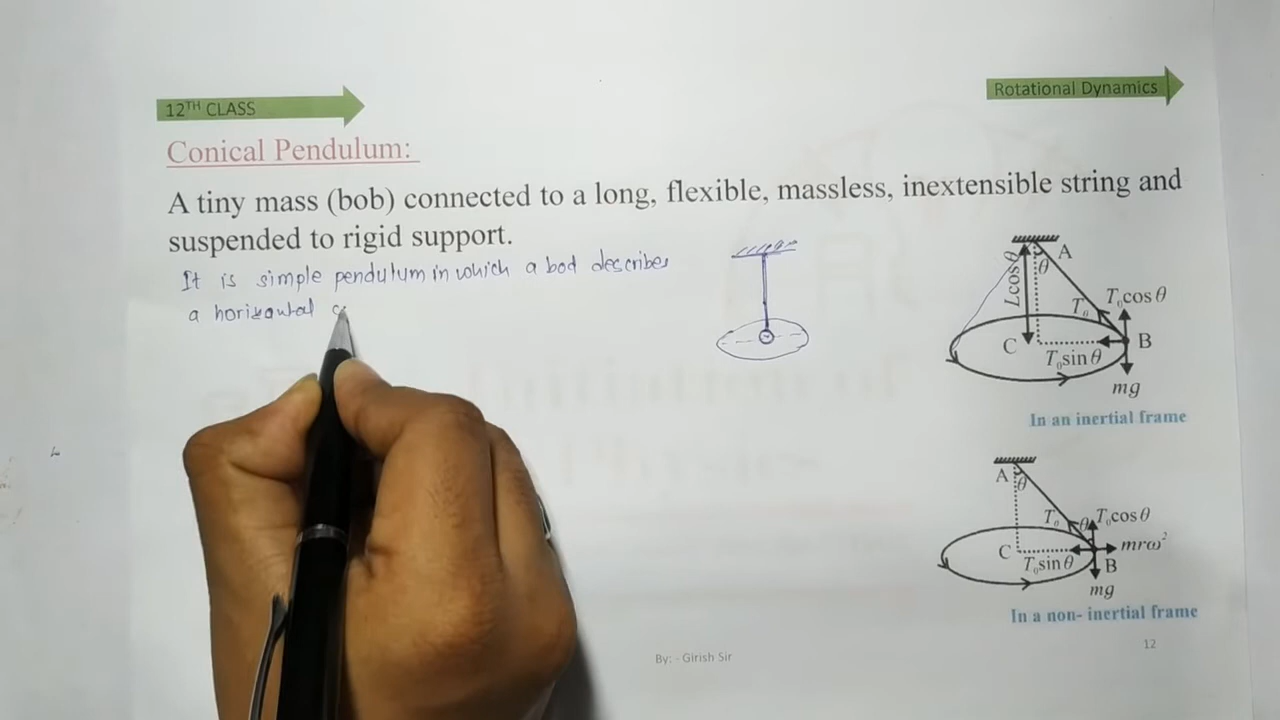 12TH CLASS
Rotational Dynamics
Conical Pendulum:
A tiny mass (bob) connected to a long, flexible, massless, inextensible string and
suspended to rigid support.
It is simple pendulum in which a bod describes
a horizontal
A
θ
Lcosθ
T₀
T₀cosθ
C
B
T₀sinθ
mg
In an inertial frame
A
θ
T₀
θ
T₀cosθ
C
mrω²
T₀sinθ
B
mg
In a non- inertial frame
12
By: - Girish Sir